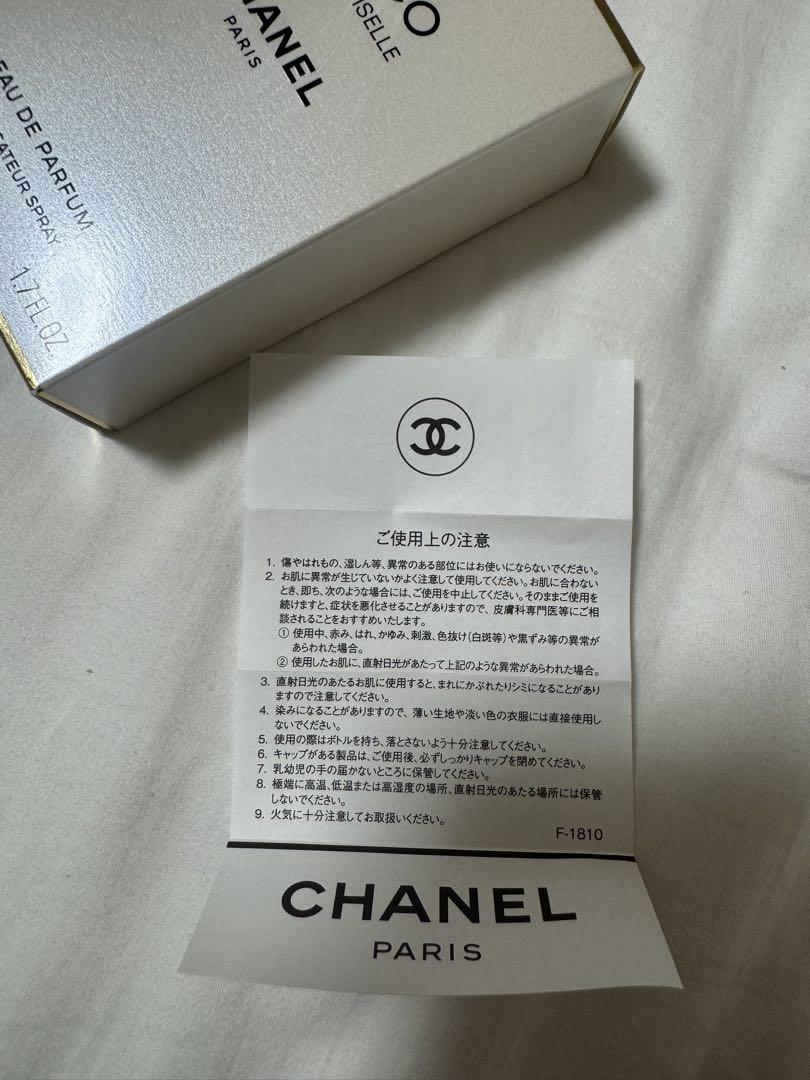 CO
ISELLE
HANEL
PARIS
EAU DE PARFUM
CATEUR SPRAY
1.7 FL.OZ.
ご使用上の注意
1. 傷やはれもの、湿しん等、異常のある部位にはお使いにならないでください。
2. お肌に異常が生じていないかよく注意して使用してください。お肌に合わない
とき、即ち、次のような場合には、ご使用を中止してください。そのままご使用を
続けますと、症状を悪化させることがありますので、皮膚科専門医等にご相
談されることをおすすめいたします。
① 使用中、赤み、はれ、かゆみ、刺激、色抜け(白斑等)や黒ずみ等の異常が
あらわれた場合。
② 使用したお肌に、直射日光があたって上記のような異常があらわれた場合。
3. 直射日光のあたるお肌に使用すると、まれにかぶれたりシミになることがあり
ますので注意してください。
4. 染みになることがありますので、薄い生地や淡い色の衣服には直接使用し
ないでください。
5. 使用の際はボトルを持ち、落とさないよう十分注意してください。
6. キャップがある製品は、ご使用後、必ずしっかりキャップを閉めてください。
7. 乳幼児の手の届かないところに保管してください。
8. 極端に高温、低温または高湿度の場所、直射日光のあたる場所には保管
しないでください。
9. 火気に十分注意してお取扱いください。
F-1810
CHANEL
PARIS